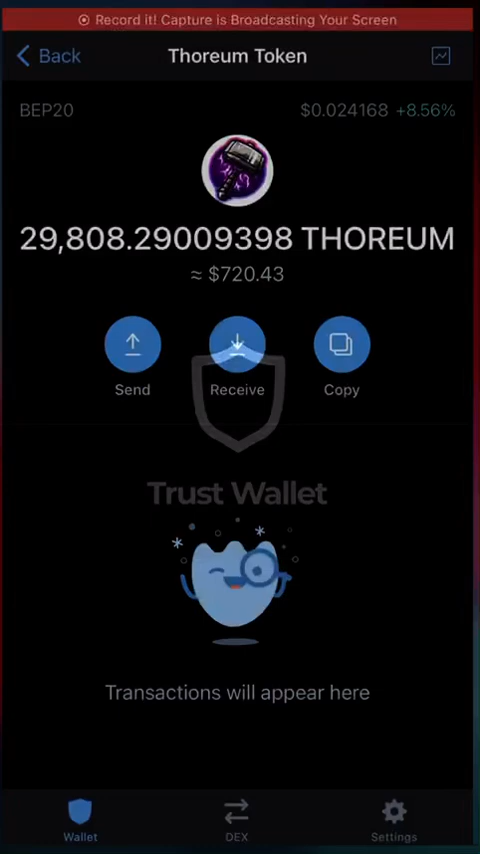 Record it! Capture is Broadcasting Your Screen
Back
Thoreum Token
BEP20
$0.024168 +8.56%
29,808.29009398 THOREUM
≈ $720.43
Send
Receive
Copy
Trust Wallet
Transactions will appear here
Wallet
DEX
Settings